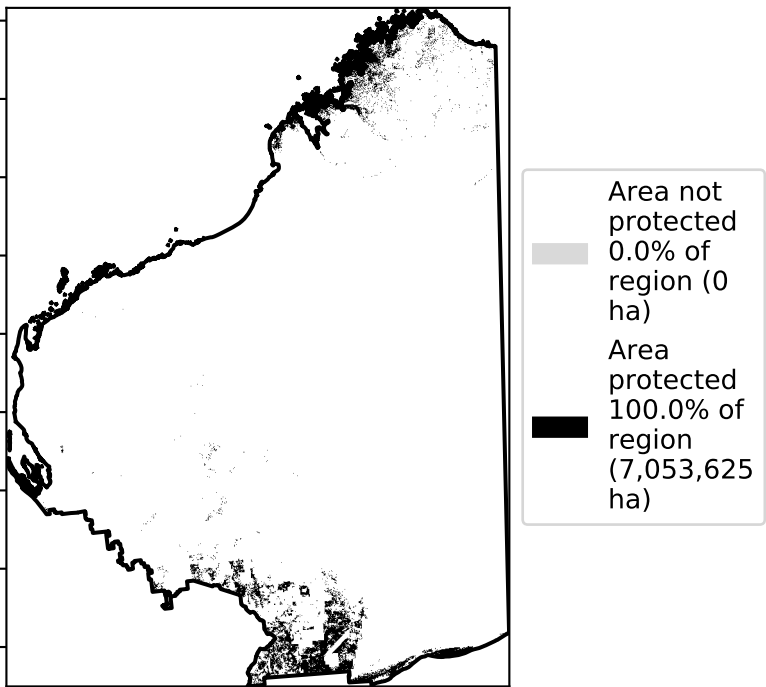 Area not
protected
0.0% of
region (0
ha)
Area
protected
100.0% of
region
(7,053,625
ha)